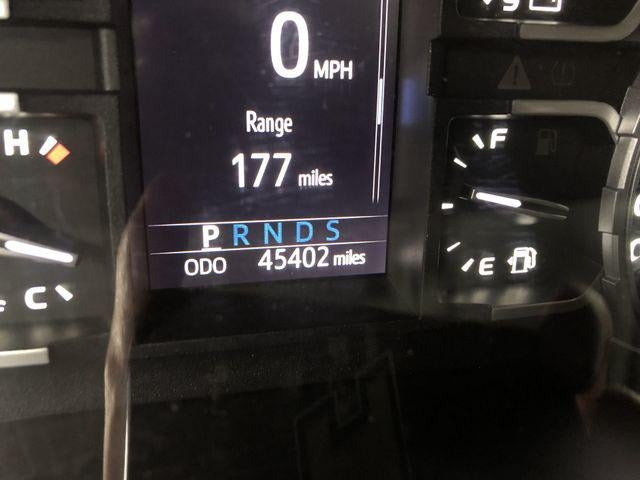 0 MPH
Range
177 miles
P R N D S
ODO 45402 miles
H
C
F
E